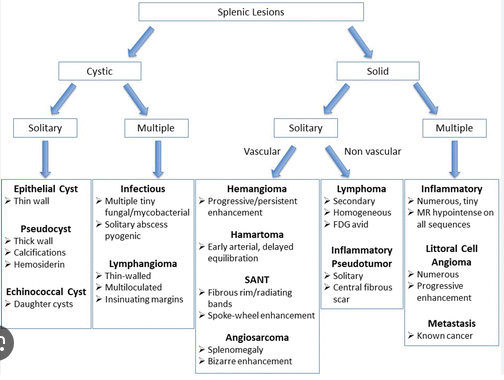 Splenic Lesions
Cystic
Solid
Solitary
Multiple
Solitary
Multiple
Vascular
Non vascular
Epithelial Cyst
➢ Thin wall
Pseudocyst
➢ Thick wall
➢ Calcifications
➢ Hemosiderin
Echinococcal Cyst
➢ Daughter cysts
Infectious
➢ Multiple tiny
fungal/mycobacterial
➢ Solitary abscess
pyogenic
Lymphangioma
➢ Thin-walled
➢ Multiloculated
➢ Insinuating margins
Hemangioma
➢ Progressive/persistent
enhancement
Hamartoma
➢ Early arterial, delayed
equilibration
SANT
➢ Fibrous rim/radiating
bands
➢ Spoke-wheel enhancement
Angiosarcoma
➢ Splenomegaly
➢ Bizarre enhancement
Lymphoma
➢ Secondary
➢ Homogeneous
➢ FDG avid
Inflammatory
Pseudotumor
➢ Solitary
➢ Central fibrous
scar
Inflammatory
➢ Numerous, tiny
➢ MR hypointense on
all sequences
Littoral Cell
Angioma
➢ Numerous
➢ Progressive
enhancement
Metastasis
➢ Known cancer